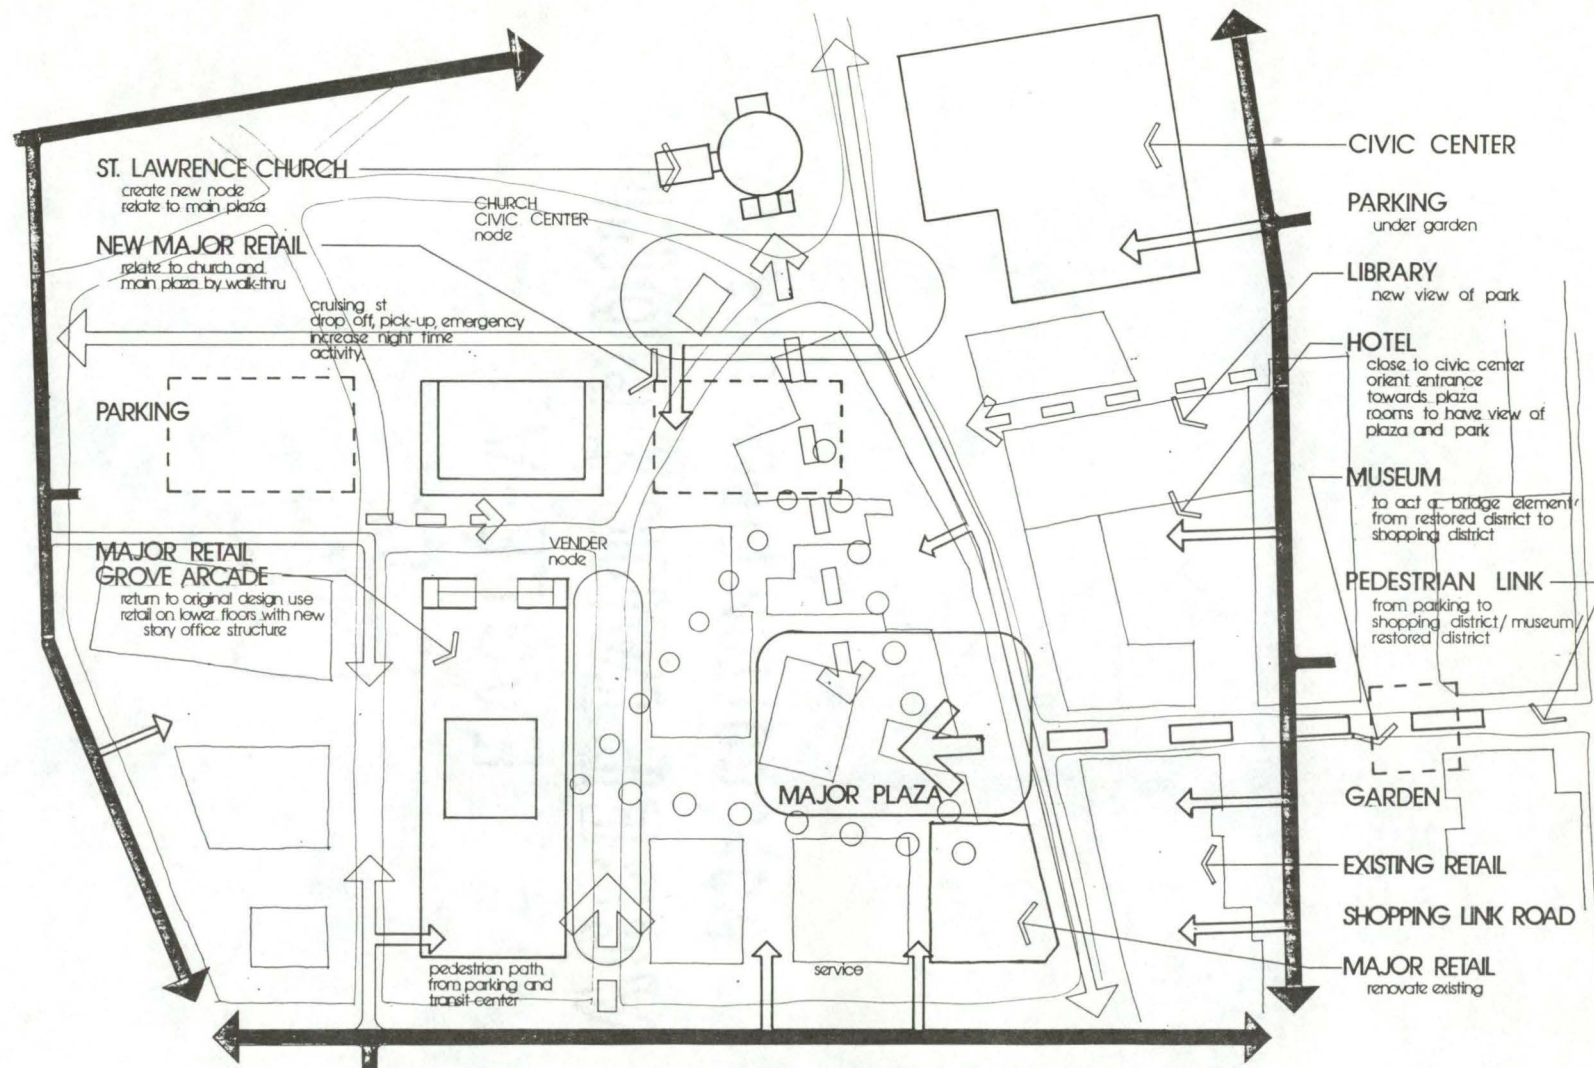 ST. LAWRENCE CHURCH
create new node
relate to main plaza
NEW MAJOR RETAIL
relate to church and
main plaza by walk-thru
cruising st
drop off, pick-up, emergency
increase night time
activity.
CHURCH
CIVIC CENTER
node
PARKING
MAJOR RETAIL
GROVE ARCADE
return to original design use
retail on lower floors with new
story office structure
VENDER
node
MAJOR PLAZA
pedestrian path
from parking and
transit center
service
CIVIC CENTER
PARKING
under garden
LIBRARY
new view of park
HOTEL
close to civic center
orient entrance
towards plaza
rooms to have view of
plaza and park
MUSEUM
to act a bridge element
from restored district to
shopping district
PEDESTRIAN LINK
from parking to
shopping district/museum/
restored district
GARDEN
EXISTING RETAIL
SHOPPING LINK ROAD
MAJOR RETAIL
renovate existing